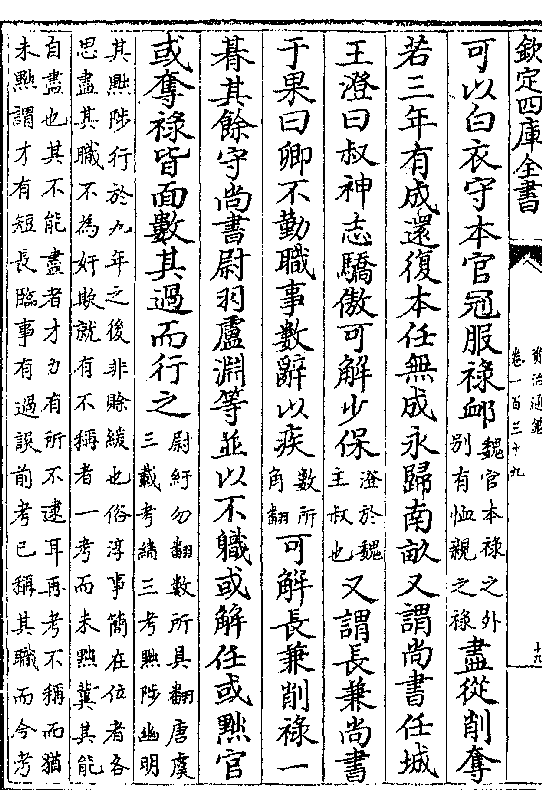 欽定四庫全書
資治通鑑
卷一百三十九
十九
可以白衣守本官冠服祿卹魏官本祿之外別有恤親之祿盡從削奪
若三年有成還復本任無成永歸南畝又謂尚書任城
王澄曰叔神志驕傲可解少保澄於魏主叔也又謂長兼尚書
于果曰卿不勤職事數辭以疾數所角翻可解長兼削祿一
朞其餘守尚書尉羽盧淵等並以不職或解任或黜官
或奪祿皆面數其過而行之尉紆勿翻數所具翻唐虞三載考績三考黜陟幽明
其黜陟行於九年之後非賖緩也俗淳事簡在位者各
思盡其職不為奸欺就有不稱者一考而未黜冀其能
自盡也其不能盡者才力有所不逮耳再考不稱而猶
未黜謂才有短長臨事有過誤前考已稱其職而今考